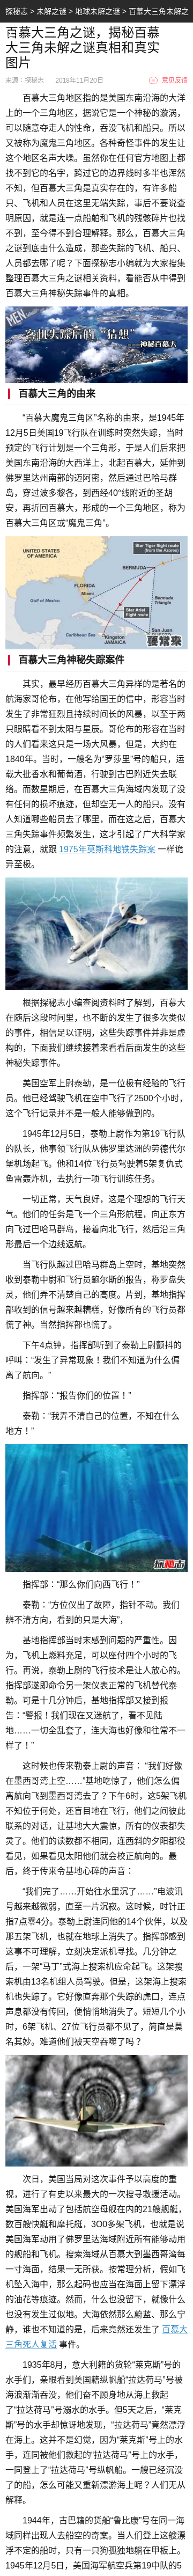 探秘志 > 未解之谜 > 地球未解之谜 > 百慕大三角未解之
百慕大三角之谜，揭秘百慕
大三角未解之谜真相和真实
图片
来源：探秘志 2018年11月20日 意见反馈
百慕大三角地区指的是美国东南沿海的大洋
上的一个三角地区，据说它是一个神秘的漩涡，
可以随意夺走人的性命，吞没飞机和船只。所以
又被称为魔鬼三角地区。各种奇怪事件的发生让
这个地区名声大噪。虽然你在任何官方地图上都
找不到它的名字，跨过它的边界线时多半也浑然
不知，但百慕大三角是真实存在的，有许多船
只、飞机和人员在这里无端失踪，事后不要说查
明原因，就是连一点船舶和飞机的残骸碎片也找
不到，至今得不到合理解释。那么，百慕大三角
之谜到底由什么造成，那些失踪的飞机、船只、
人员都去哪了呢？下面探秘志小编就为大家搜集
整理百慕大三角之谜相关资料，看能否从中得到
百慕大三角神秘失踪事件的真相。
客机失踪后的“猜想”
——神秘百慕大
百慕大三角的由来
“百慕大魔鬼三角区”名称的由来，是1945年
12月5日美国19飞行队在训练时突然失踪，当时
预定的飞行计划是一个三角形，于是人们后来把
美国东南沿海的大西洋上，北起百慕大，延伸到
佛罗里达州南部的迈阿密，然后通过巴哈马群
岛，穿过波多黎各，到西经40°线附近的圣胡
安，再折回百慕大，形成的一个三角地区，称为
百慕大三角区或“魔鬼三角”。
Star Tiger flight route
(from the Azores)
UNITED STATES OF
AMERICA
BERMUDA
FLORIDA
Miami
Gulf of Mexico
Bermuda
Triangle
Star Ariel
flight route
Caribbean Sea
Kingston
JAMAICA
San Juan
百慕大三角神秘失踪案件
其实，最早经历百慕大三角异样的是著名的
航海家哥伦布，在他写给国王的信中，形容当时
发生了非常猛烈且持续时间长的风暴，以至于两
只眼睛看不到太阳与星辰。哥伦布的形容在当时
的人们看来这只是一场大风暴，但是，大约在
1840年。当时，一艘名为“罗莎里”号的船只，运
载大批香水和葡萄酒，行驶到古巴附近失去联
络。而数星期后，在百慕大三角海域内发现了没
有任何的损坏痕迹，但却空无一人的船只。没有
人知道哪些船员去了哪里，而在这之后，百慕大
三角失踪事件频繁发生，这才引起了广大科学家
的注意，就跟 1975年莫斯科地铁失踪案 一样诡
异至极。
根据探秘志小编查阅资料时了解到，百慕大
在随后这段时间里，也不断的发生了很多次类似
的事件，相信足以证明，这些失踪事件并非是虚
构的，下面我们继续接着来看看后面发生的这些
神秘失踪事件。
美国空军上尉泰勒，是一位极有经验的飞行
员。他已经驾驶飞机在空中飞行了2500个小时，
这个飞行记录并不是一般人能够做到的。
1945年12月5日，泰勒上尉作为第19飞行队
的队长，他事领飞行队从佛罗里达洲的劳德代尔
堡机场起飞。他和14位飞行员驾驶着5架复仇式
鱼雷轰炸机，去执行一项飞行训练任务。
一切正常，天气良好，这是个理想的飞行天
气。他们的任务是飞一个三角形航程，向正东方
向飞过巴哈马群岛，接着向北飞行，然后沿三角
形最后一个边线返航。
当飞行队越过巴哈马群岛上空时，基地突然
收到泰勒中尉和飞行员鲍尔斯的报告，称罗盘失
灵，他们弄不清楚自己的高度。片到，基地指挥
部收到的信号越来越糟糕，好像所有的飞行员都
慌了神。当然指挥部也慌了。
下午4点钟，指挥部听到了泰勒上尉颤抖的
呼叫：“发生了异常现象！我们不知道为什么偏
离了航向。”
指挥部：“报告你们的位置！”
泰勒：“我弄不清自己的位置，不知在什么
地方！”
探秘志
指挥部：“那么你们向西飞行！”
泰勒：“方位仪出了故障，指针不动。我们
辨不清方向，看到的只是大海”，
基地指挥部当时未感到问题的严重性。因
为，飞机上燃料充足，可以座付四个小时的飞
行。再说，泰勒上尉的飞行技术是让人放心的。
指挥部遂即命令另一架仪表正常的飞机替代泰
勒。可是十几分钟后，基地指挥部又接到报
告：“警报！我们现在又迷航了，看不见陆
地……一切全乱套了，连大海也好像和往常不一
样了！”
这时候也传来勒泰上尉的声音：“我们好像
在墨西哥湾上空……”基地吃惊了，他们怎么偏
离航向飞到墨西哥湾去了？下午6时，这5架飞机
不知位于何处，还盲目地在飞行，他们之间彼此
联系的对话，让基地大大震惊，所有的仪表都失
灵了。他们的读数都不相同，连西斜的夕阳都很
看见，如果看见太阳他们就会校正航向的。最
后，终于传来令基地心碎的声音：
“我们完了……开始往水里沉了……”电波讯
号越来越微弱，直至一片沉寂。这时候，时针正
指7点零4分。泰勒上尉连同他的14个伙伴，以及
那五架飞机，也就在地球上消失了。指挥部感到
这事不可理解，立刻决定派机寻找。几分钟之
后，一架“马丁”式海上搜索机应命起飞。这架搜
索机由13名机组人员驾驶。但是，这架海上搜索
机也失踪了。它好像直奔那个失踪的虎口，连点
声息都没有传回，便悄悄地消失了。短短几个小
时，6架飞机、27位飞行员都不见了，简直是莫
名其妙。难道他们被天空吞噬了吗？
次日，美国当局对这次事件予以高度的重
视，进行了有史以来最大的一次搜寻救援活动。
美国海军出动了包括航空母舰在内的21艘舰艇，
数百艘快艇和摩托艇，3O0多架飞机，也就是说
美国海军动用了佛罗里达海域附近所有能够动用
的舰船和飞机。搜索海域从百慕大到墨西哥湾每
一寸海面，结果一无所获。按常理分析，假如飞
机坠入海中，那么起码也应当在海面上留下漂浮
的油花等痕迹。然而，什么也没留下，就像什么
也没有发生过似地。大海依然那么蔚蓝、那么宁
静，谁也不知道的是，后来竟然还发生了 百慕大
三角死人复活 事件。
1935年8月，意大利籍的货轮“莱克斯”号的
水手们，亲眼看到美国籍纵帆船“拉达荷马”号被
海浪渐渐吞没，他们奋不顾身地从海上救起
了“拉达荷马”号溺水的水手。但5天之后，“莱克
斯”号的水手却惊讶地发现，“拉达荷马”竟然漂浮
在海上。这并不是幻觉，因为“莱克斯”号上的水
手，连同被他们救起的“拉达荷马”号上的水手，
一同登上了“拉达荷马”号纵帆船。一艘已经沉没
了的船，怎么可能又重新漂游海上呢？人们无从
解释。
1944年，古巴籍的货船“鲁比康”号在同一海
域同样出现人去船空的奇案。当人们登上这艘漂
浮不定的船时，只有一只狗孤独地躺在甲板上。
1945年12月5日，美国海军航空兵第19中队的5